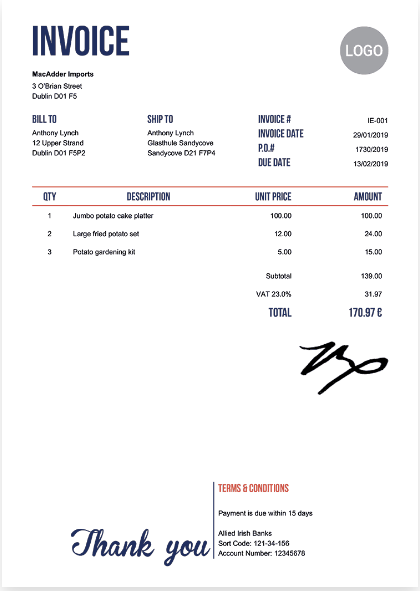 INVOICE
LOGO
MacAdder Imports
3 O'Brian Street
Dublin D01 F5
BILL TO
Anthony Lynch
12 Upper Strand
Dublin D01 F5P2
SHIP TO
Anthony Lynch
Glasthule Sandycove
Sandycove D21 F7P4
INVOICE # IE-001
INVOICE DATE 29/01/2019
P.O.# 1730/2019
DUE DATE 13/02/2019
QTY DESCRIPTION UNIT PRICE AMOUNT
1 Jumbo potato cake platter 100.00 100.00
2 Large fried potato set 12.00 24.00
3 Potato gardening kit 5.00 15.00
Subtotal 139.00
VAT 23.0% 31.97
TOTAL 170.97 €
TERMS & CONDITIONS
Payment is due within 15 days
Allied Irish Banks
Sort Code: 121-34-156
Account Number: 12345678
Thank you